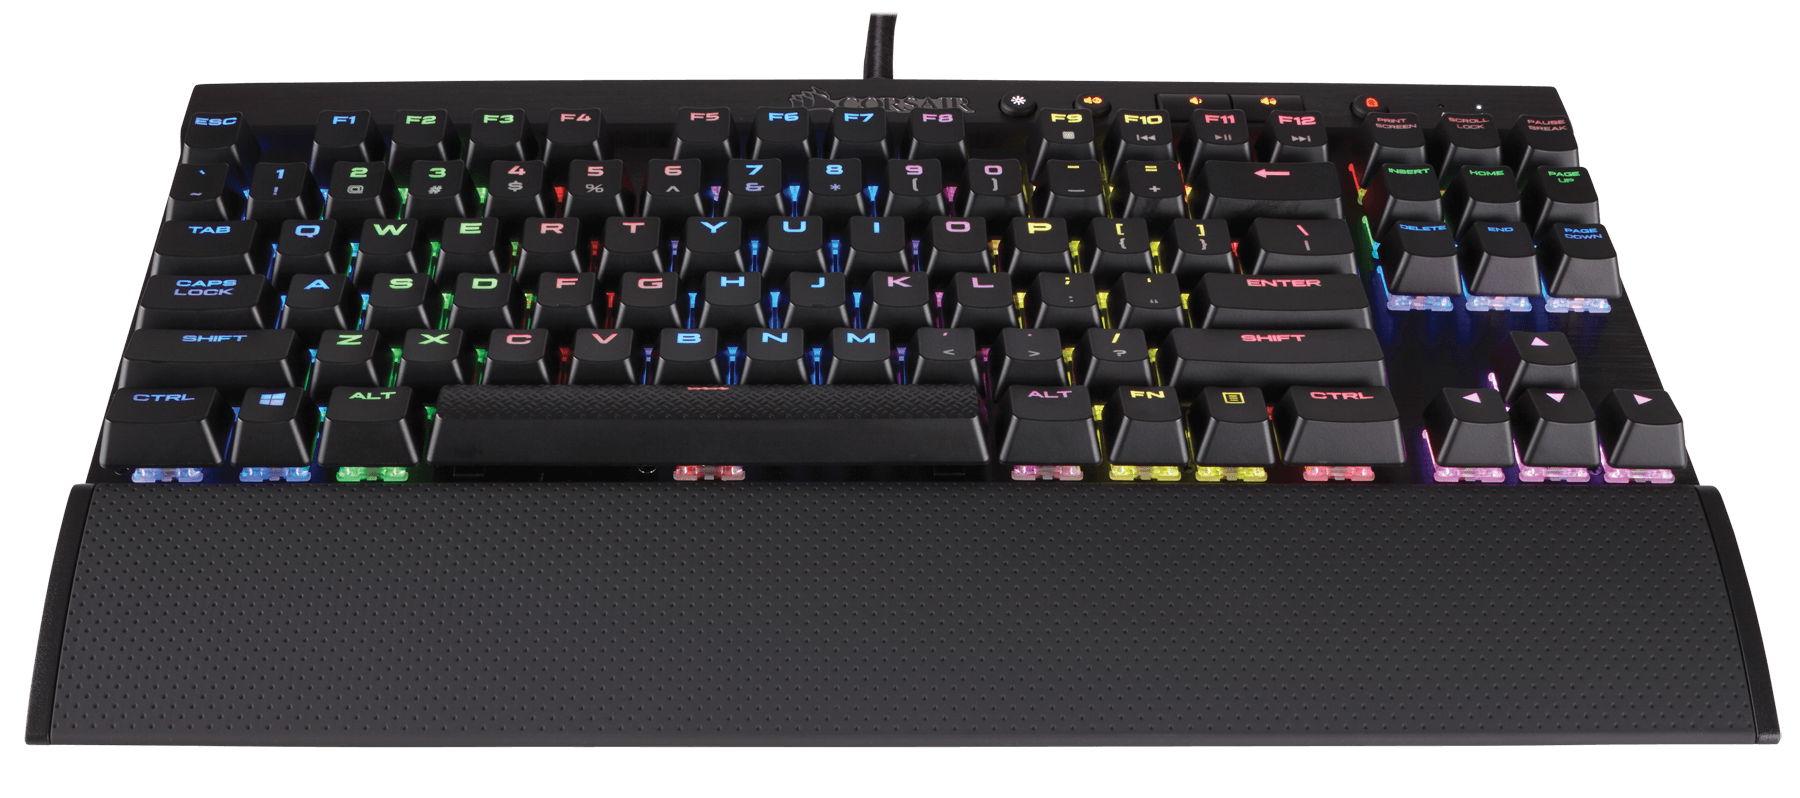 CORSAIR
ESC F1 F2 F3 F4 F5 F6 F7 F8 F9 F10 F11 F12 PRINT SCREEN SCROLL LOCK PAUSE BREAK
` 1 2 3 4 5 6 7 8 9 0 - =
~ ! @ # $ % ^ & * ( ) _ +
INSERT HOME PAGE UP
TAB Q W E R T Y U I O P [ ] \
{ } |
DELETE END PAGE DOWN
CAPS LOCK A S D F G H J K L ; ' ENTER
: "
SHIFT Z X C V B N M , . / SHIFT
< > ?
CTRL ALT ALT FN CTRL